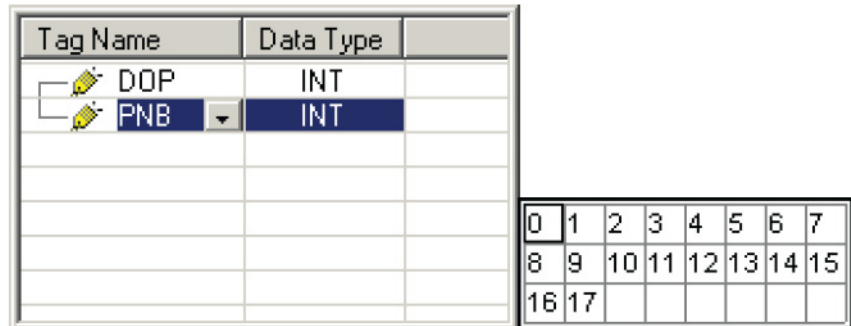 Tag Name Data Type
DOP INT
PNB INT
0 1 2 3 4 5 6 7
8 9 10 11 12 13 14 15
16 17